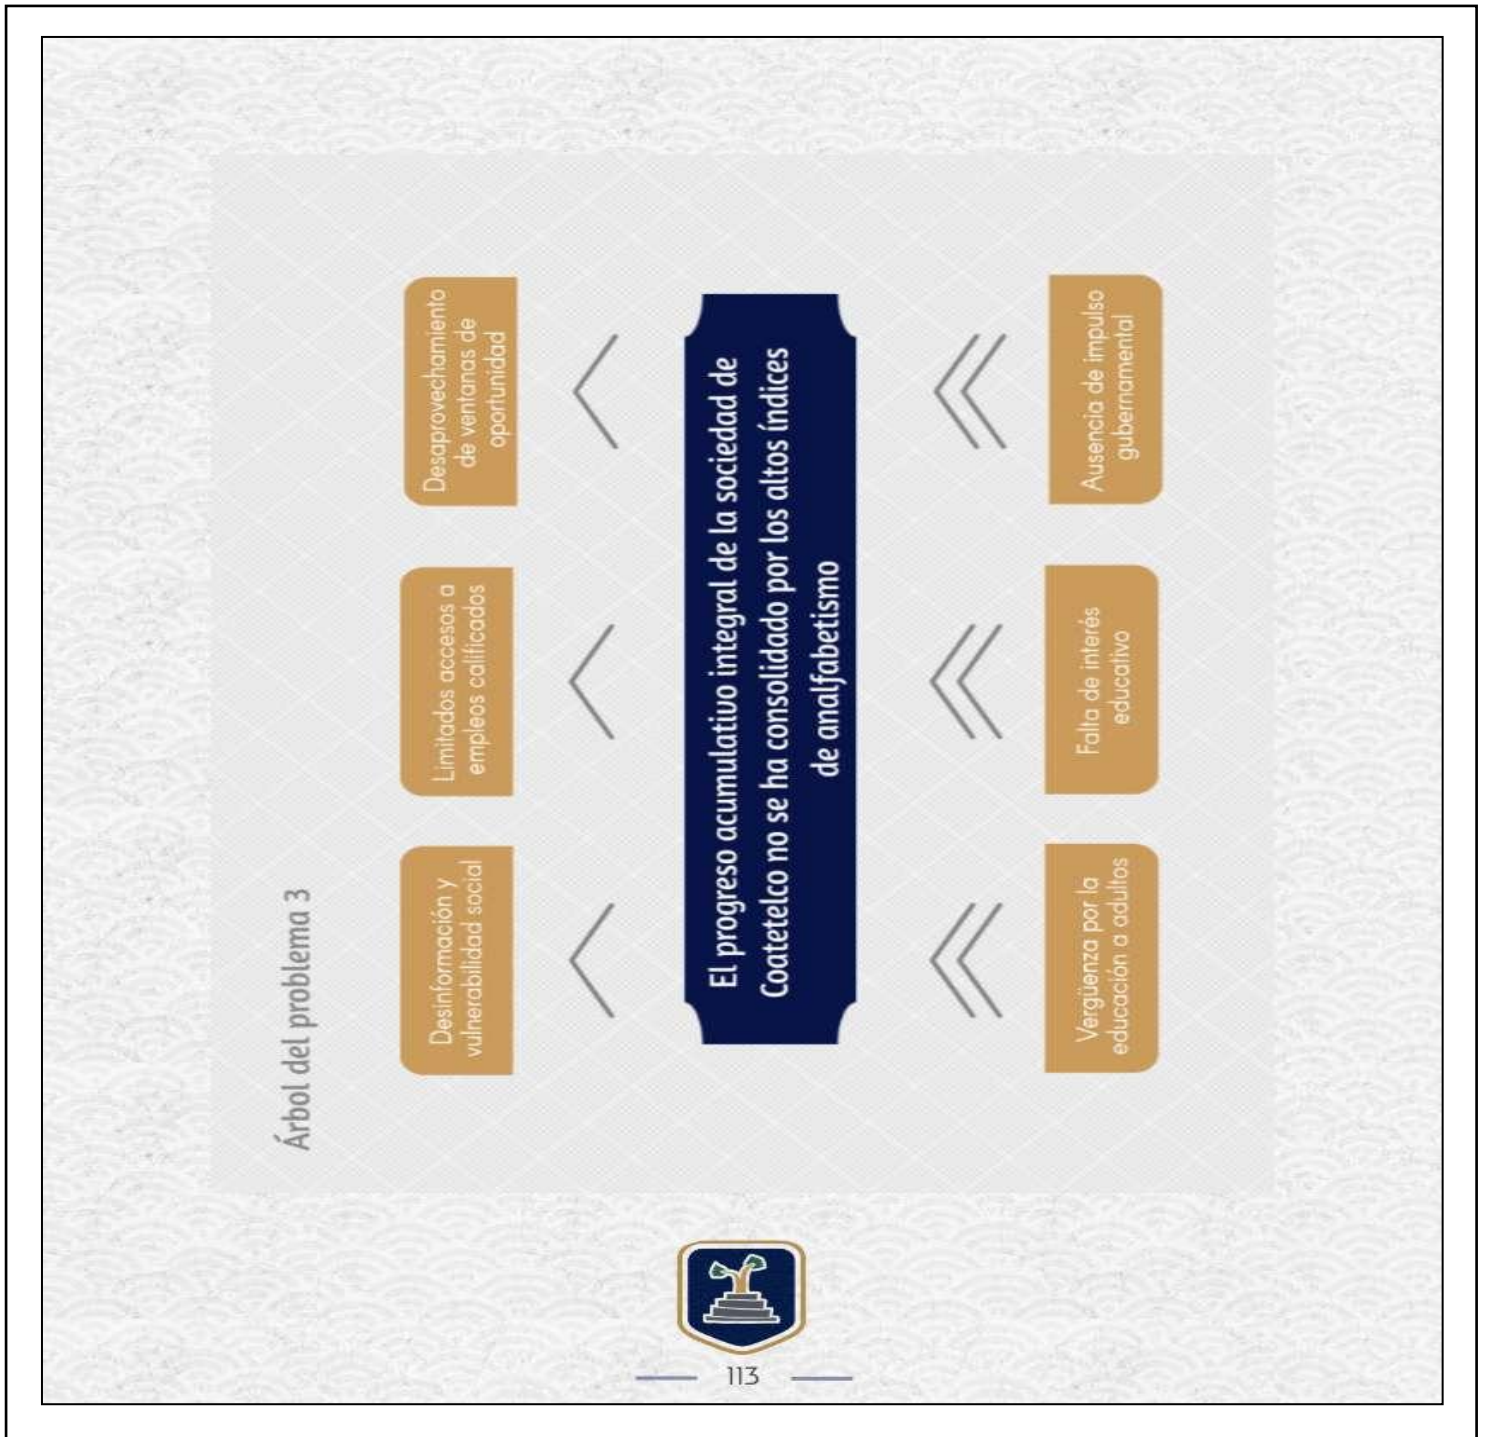 Árbol del problema 3
Desinformación y
vulnerabilidad social
Limitados accesos a
empleos calificados
Desaprovechamiento
de ventanas de
oportunidad
El progreso acumulativo integral de la sociedad de
Coatetelco no se ha consolidado por los altos índices
de analfabetismo
Vergüenza por la
educación a adultos
Falta de interés
educativo
Ausencia de impulso
gubernamental
113